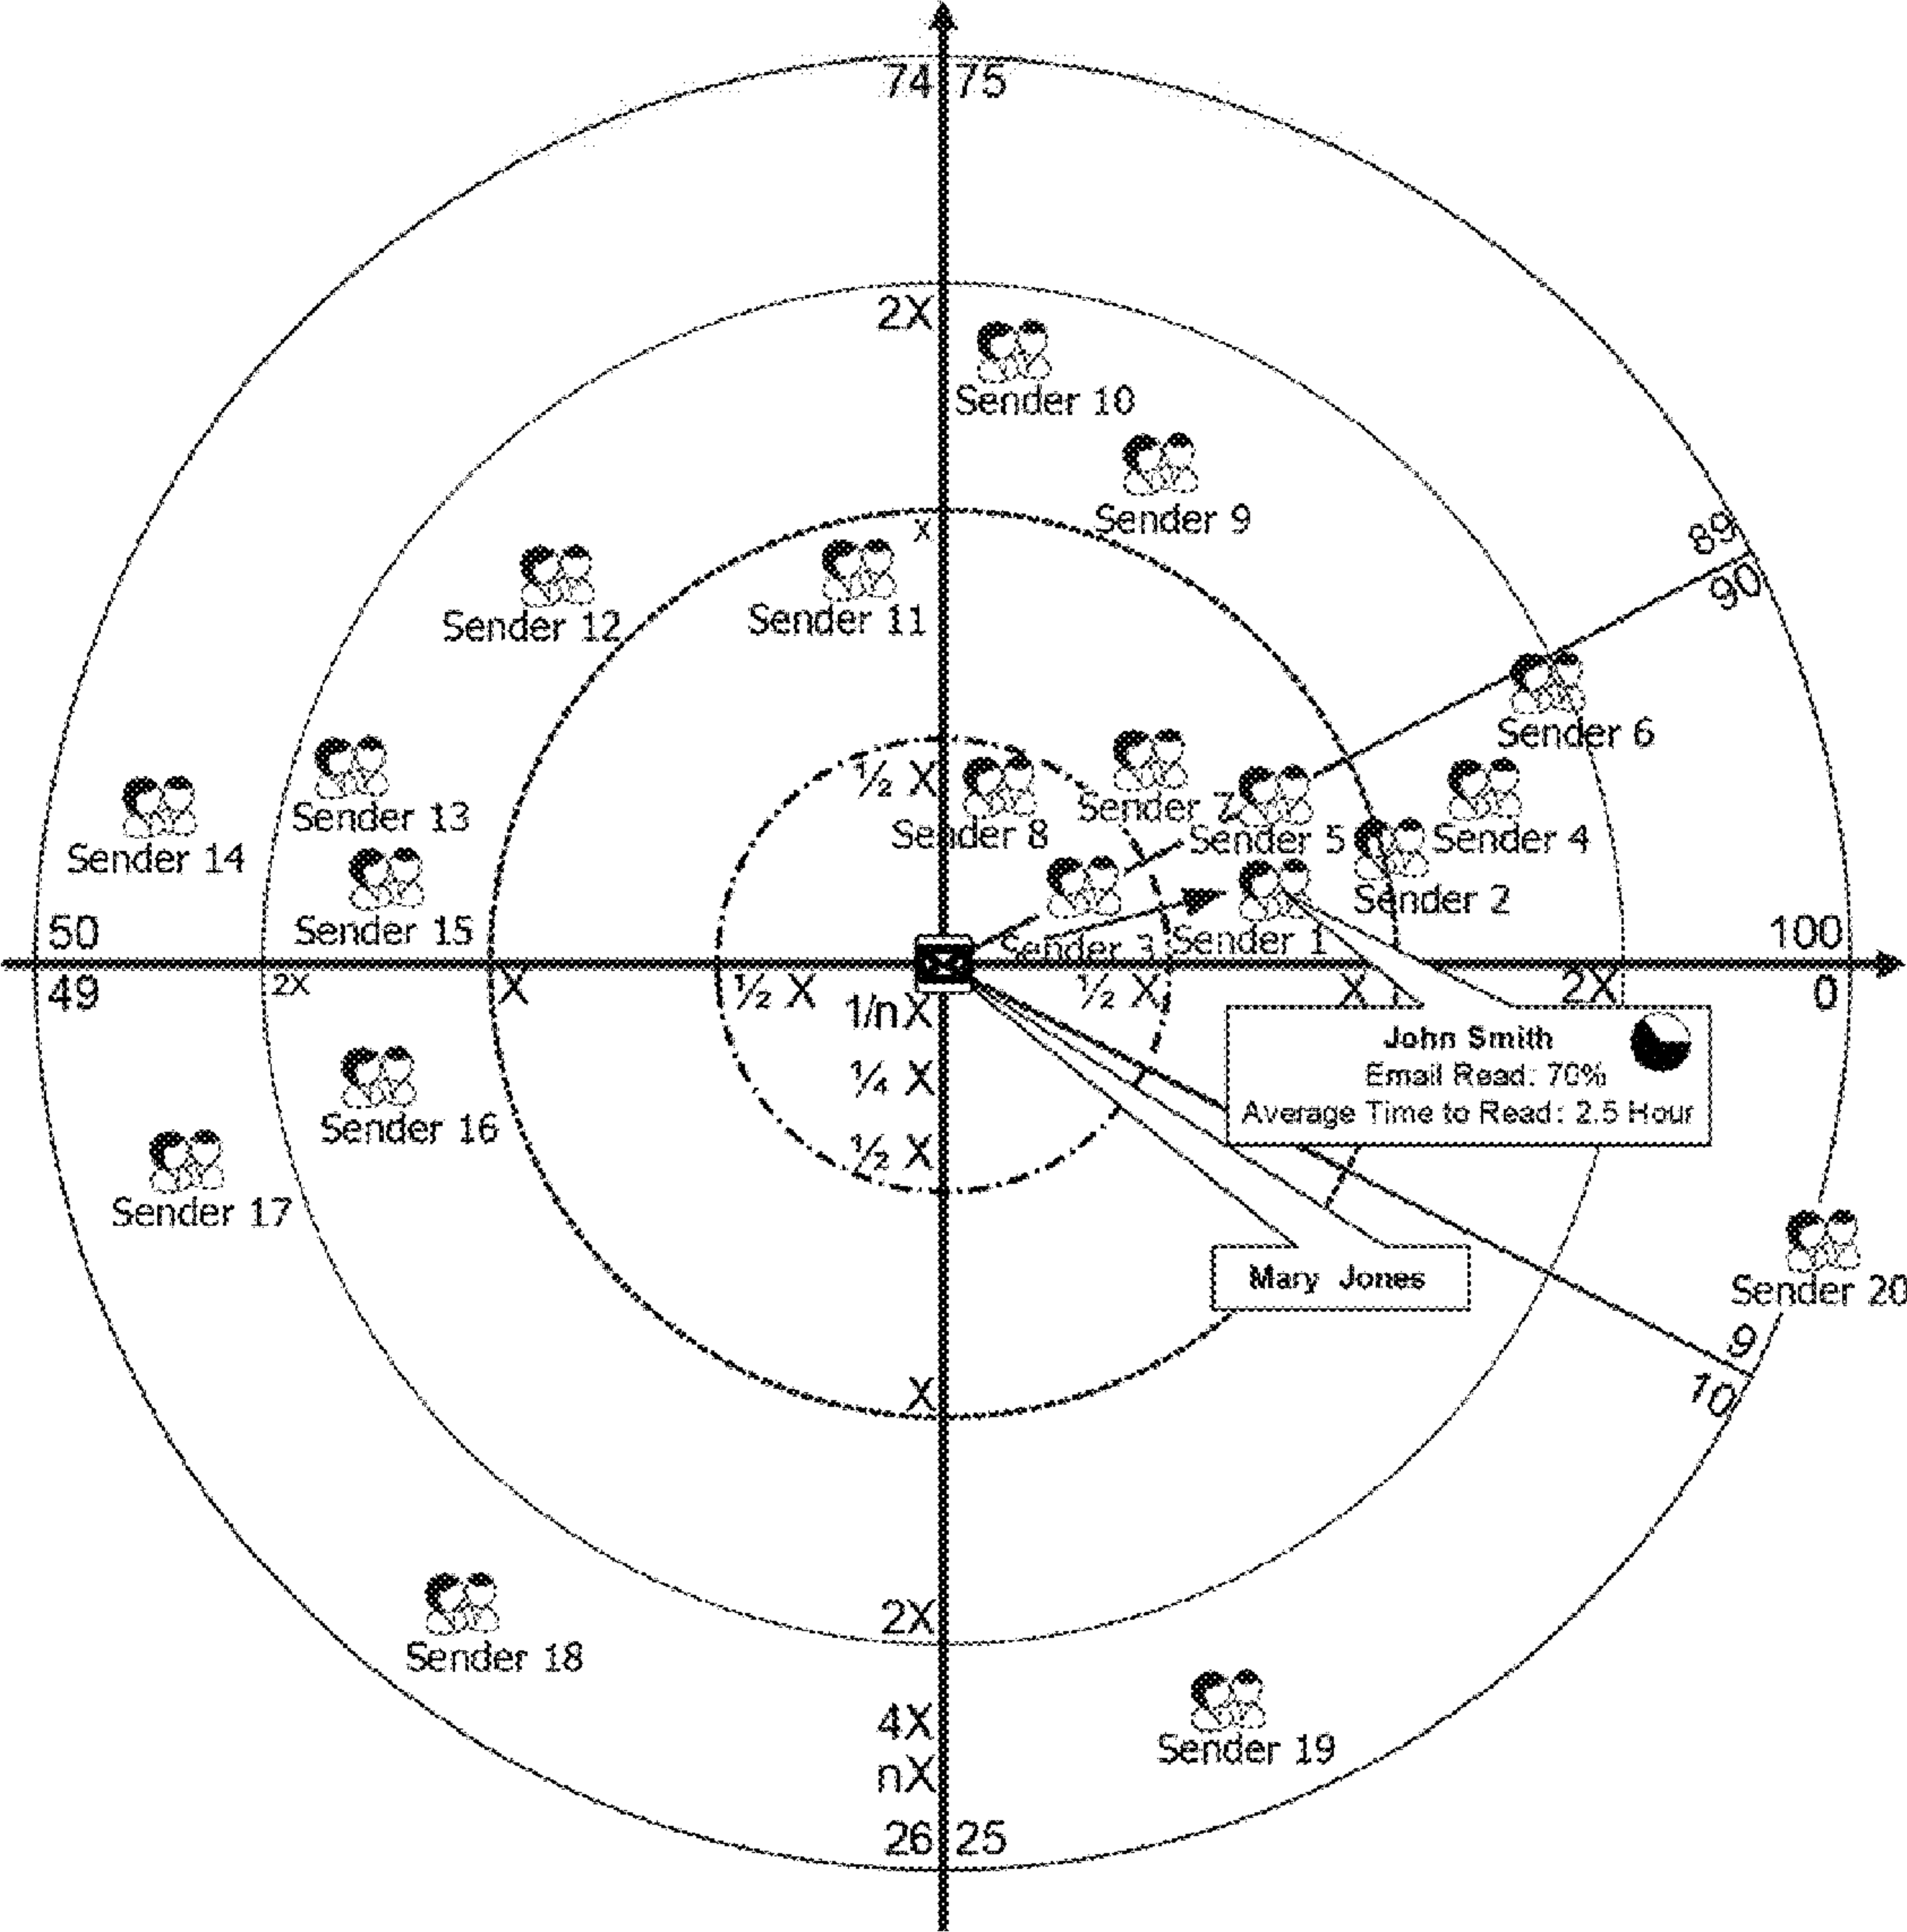 74 75
2X
Sender 10
Sender 9
x
89
90
Sender 12
Sender 11
Sender 6
½ X
Sender 7
Sender 8
Sender 5
Sender 4
Sender 13
Sender 14
Sender 2
Sender 15
Sender 3
Sender 1
50
100
49
2X
X
½ X
½ X
X
2X
0
1/nX
John Smith
Email Read: 70%
Average Time to Read: 2.5 Hour
¼ X
½ X
Sender 16
Sender 17
Mary Jones
Sender 20
9
10
X
2X
Sender 18
4X
Sender 19
nX
26 25